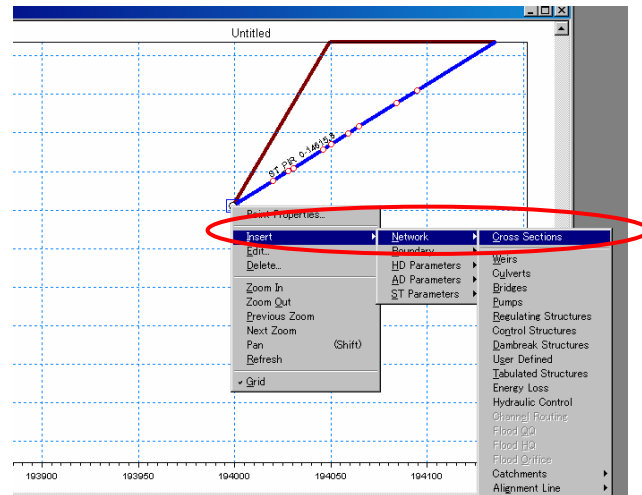 Untitled
ST PIR 0-14615.8
Point Properties...
Insert
Edit...
Delete...
Zoom In
Zoom Out
Previous Zoom
Next Zoom
Pan (Shift)
Refresh
Grid
Network
Boundary
HD Parameters
AD Parameters
ST Parameters
Cross Sections
Weirs
Culverts
Bridges
Pumps
Regulating Structures
Control Structures
Dambreak Structures
User Defined
Tabulated Structures
Energy Loss
Hydraulic Control
Channel Routing
Flood QQ
Flood HQ
Flood Orifice
Catchments
Alignment Line
193900 193950 194000 194050 194100